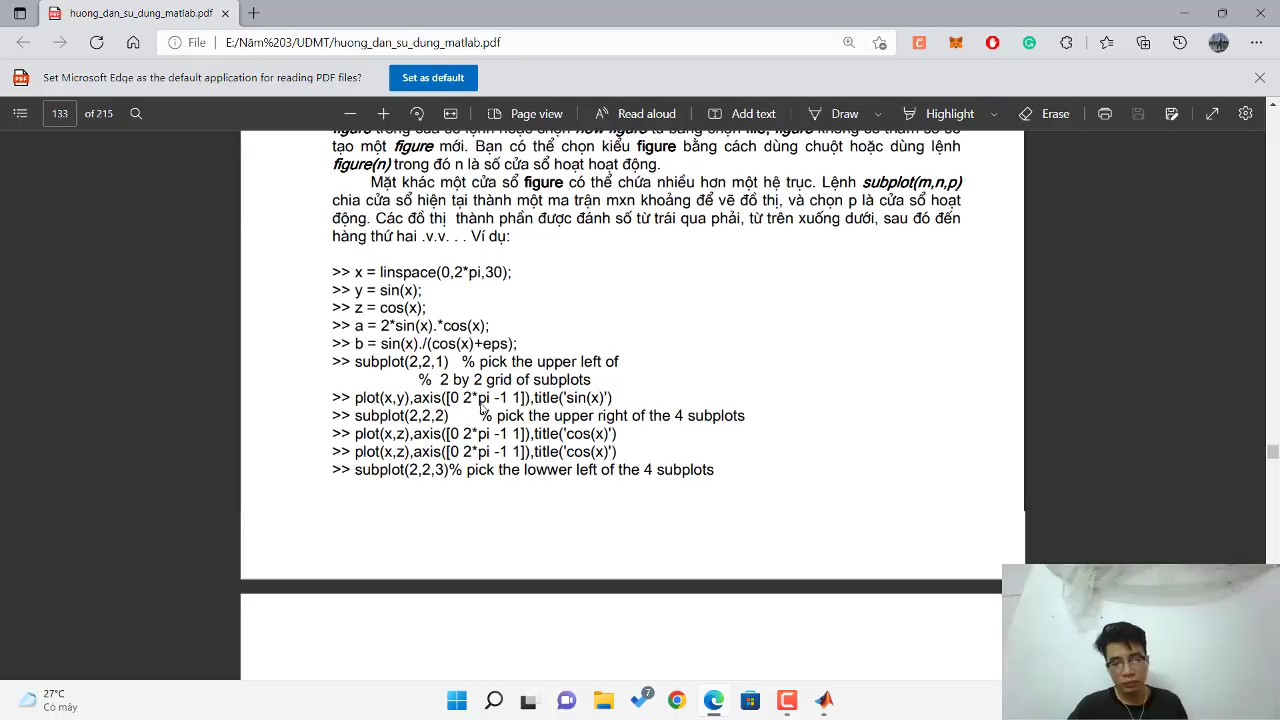 huong_dan_su_dung_matlab.pdf
File E:/Năm%203/UDMT/huong_dan_su_dung_matlab.pdf
Set Microsoft Edge as the default application for reading PDF files? Set as default
133 of 215 Page view Read aloud Add text Draw Highlight Erase
tạo một figure mới. Bạn có thể chọn kiểu figure bằng cách dùng chuột hoặc dùng lệnh
figure(n) trong đó n là số cửa sổ hoạt hoạt động.
Mặt khác một cửa sổ figure có thể chứa nhiều hơn một hệ trục. Lệnh subplot(m,n,p)
chia cửa sổ hiện tại thành một ma trận mxn khoảng để vẽ đồ thị, và chọn p là cửa sổ hoạt
động. Các đồ thị thành phần được đánh số từ trái qua phải, từ trên xuống dưới, sau đó đến
hàng thứ hai .v.v. . . Ví dụ:
>> x = linspace(0,2*pi,30);
>> y = sin(x);
>> z = cos(x);
>> a = 2*sin(x).*cos(x);
>> b = sin(x)./(cos(x)+eps);
>> subplot(2,2,1) % pick the upper left of
% 2 by 2 grid of subplots
>> plot(x,y),axis([0 2*pi -1 1]),title('sin(x)')
>> subplot(2,2,2) % pick the upper right of the 4 subplots
>> plot(x,z),axis([0 2*pi -1 1]),title('cos(x)')
>> plot(x,z),axis([0 2*pi -1 1]),title('cos(x)')
>> subplot(2,2,3)% pick the lowwer left of the 4 subplots
27°C
Có mây
7